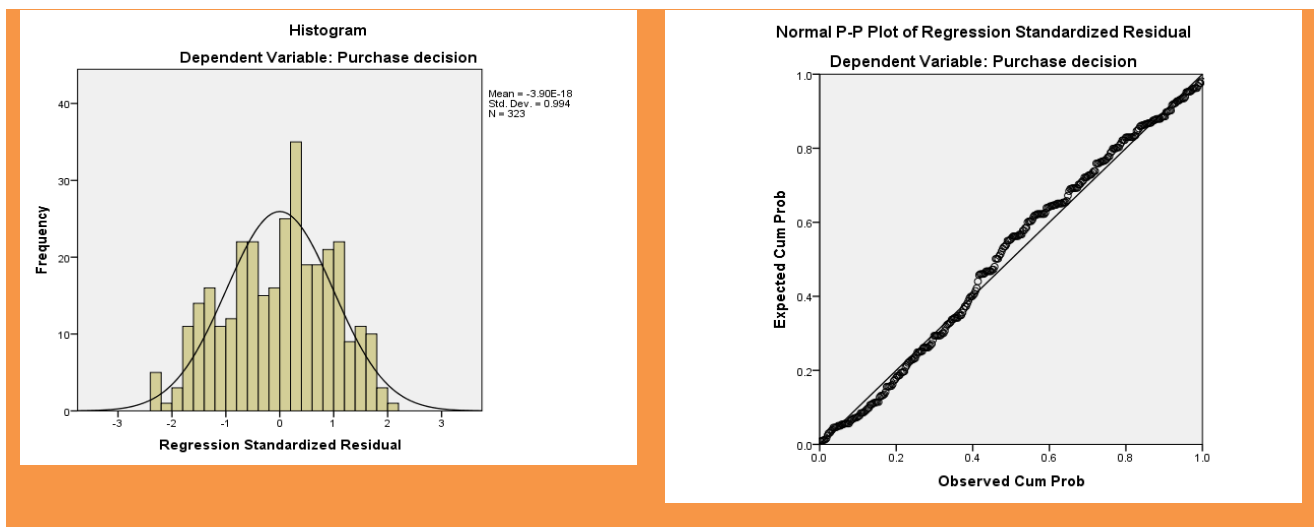 Histogram
Dependent Variable: Purchase decision
Mean = -3.90E-18
Std. Dev. = 0.994
N = 323
Frequency
40
30
20
10
0
-3 -2 -1 0 1 2 3
Regression Standardized Residual
Normal P-P Plot of Regression Standardized Residual
Dependent Variable: Purchase decision
Expected Cum Prob
1.0
0.8
0.6
0.4
0.2
0.0
0.0 0.2 0.4 0.6 0.8 1.0
Observed Cum Prob